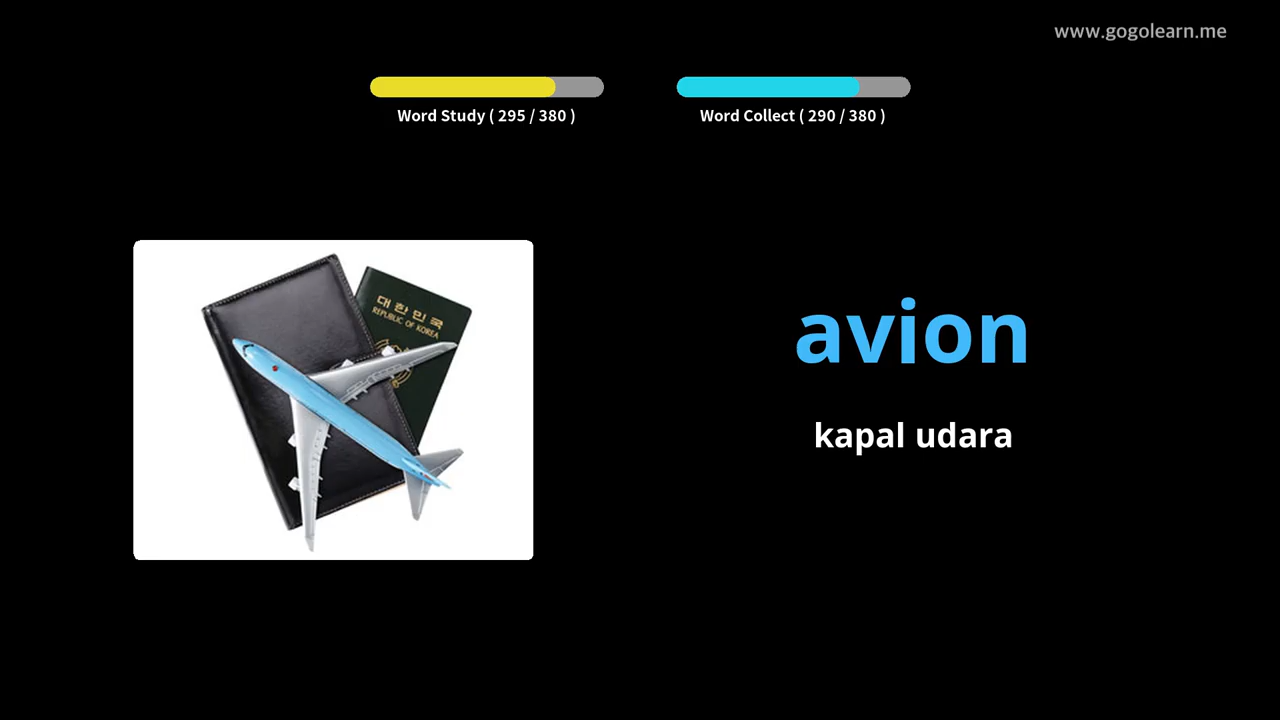 www.gogolearn.me
Word Study ( 295 / 380 )
Word Collect ( 290 / 380 )
대한민국
REPUBLIC OF KOREA
avion
kapal udara